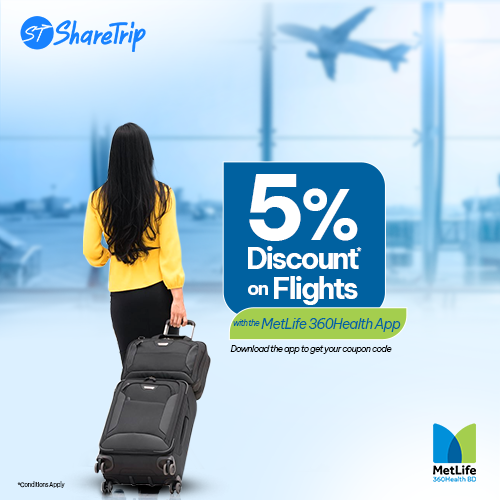 ST ShareTrip
5%
Discount*
on Flights
with the MetLife 360Health App
Download the app to get your coupon code
MetLife
360Health BD
*Conditions Apply